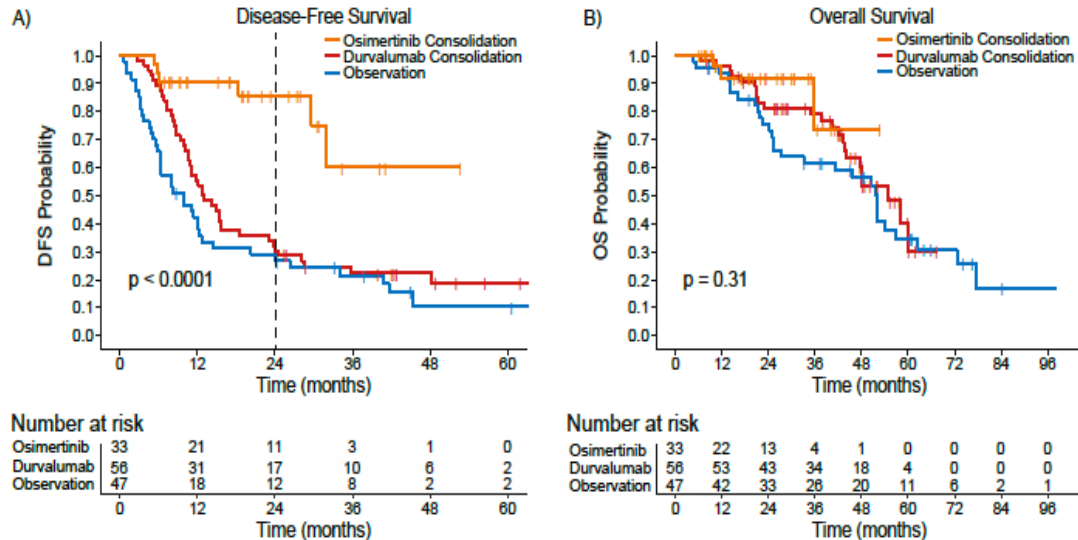 A)
Disease-Free Survival
Osimertinib Consolidation
Durvalumab Consolidation
Observation
1.0
0.9
0.8
0.7
0.6
0.5
0.4
0.3
0.2
0.1
0.0
DFS Probability
p < 0.0001
0 12 24 36 48 60
Time (months)
Number at risk
Osimertinib 33 21 11 3 1 0
Durvalumab 56 31 17 10 6 2
Observation 47 18 12 8 2 2
0 12 24 36 48 60
Time (months)
B)
Overall Survival
Osimertinib Consolidation
Durvalumab Consolidation
Observation
1.0
0.9
0.8
0.7
0.6
0.5
0.4
0.3
0.2
0.1
0.0
OS Probability
p = 0.31
0 12 24 36 48 60 72 84 96
Time (months)
Number at risk
Osimertinib 33 22 13 4 1 0 0 0 0
Durvalumab 56 53 43 34 18 4 0 0 0
Observation 47 42 33 26 20 11 6 2 1
0 12 24 36 48 60 72 84 96
Time (months)